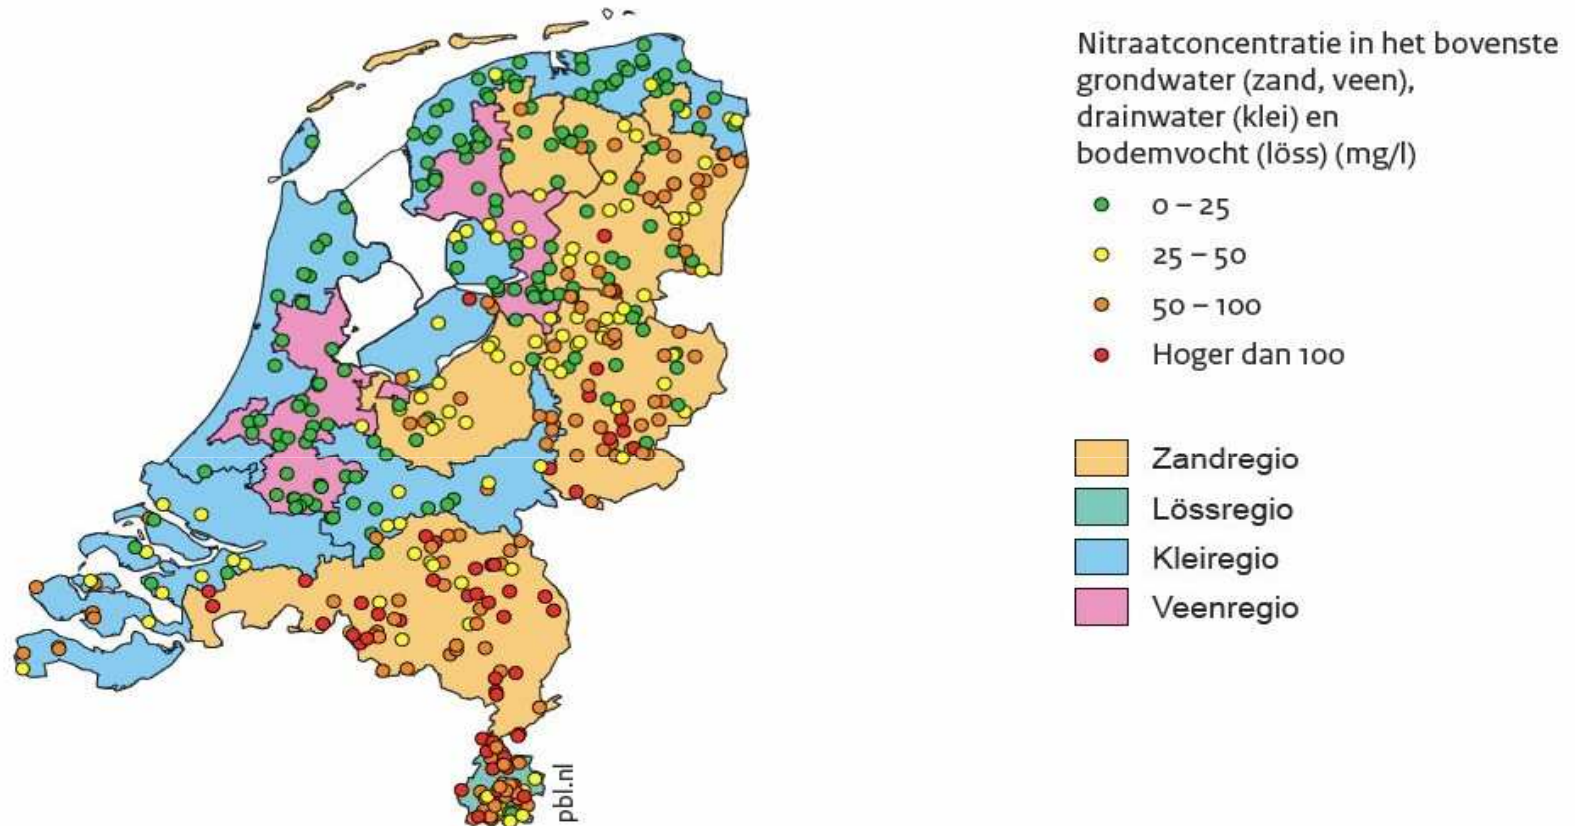 Nitraatconcentratie in het bovenste
grondwater (zand, veen),
drainwater (klei) en
bodemvocht (löss) (mg/l)
0 – 25
25 – 50
50 – 100
Hoger dan 100
Zandregio
Lössregio
Kleiregio
Veenregio
pbl.nl